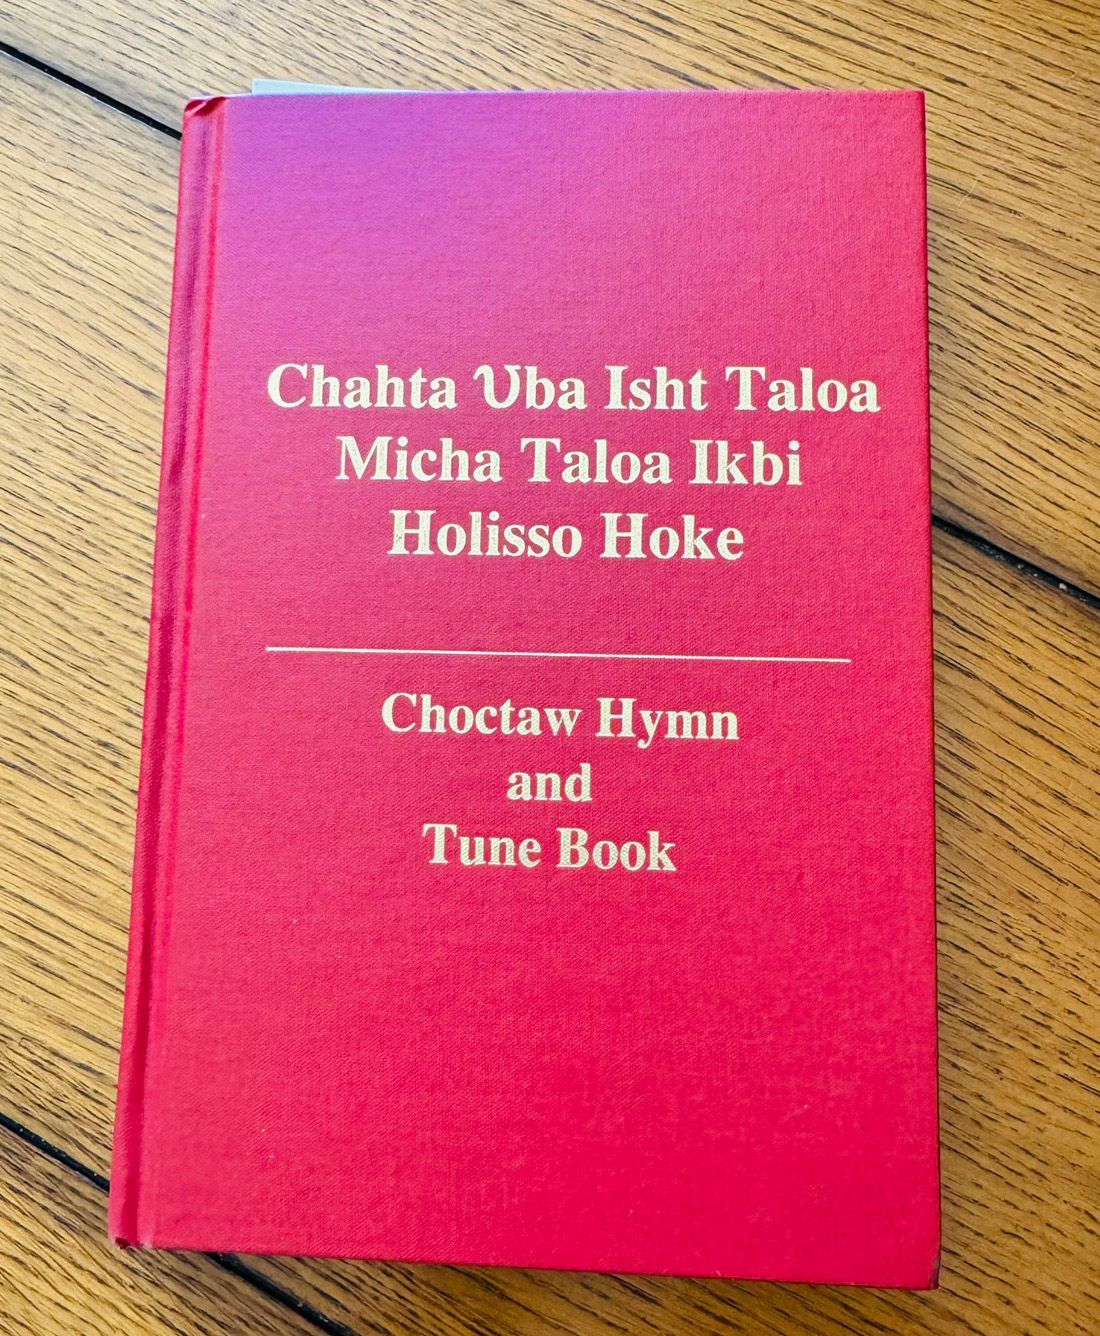 Chahta Ʋba Isht Taloa
Micha Taloa Ikbi
Holisso Hoke
Choctaw Hymn
and
Tune Book